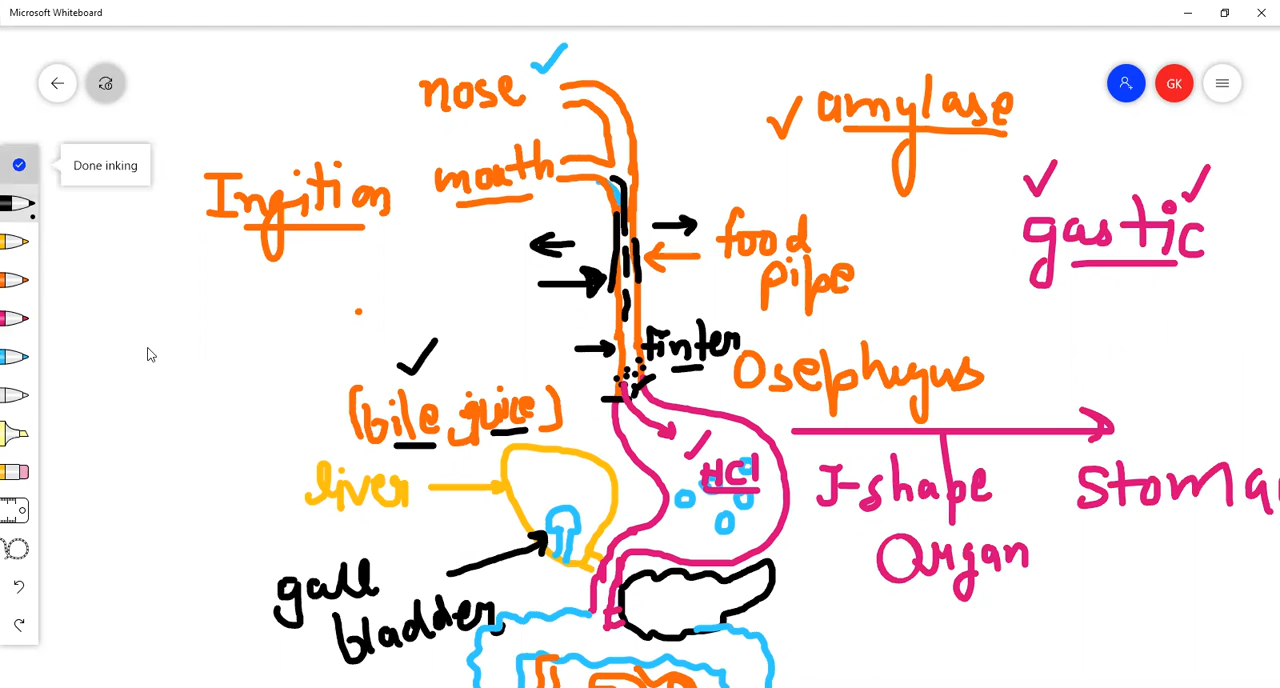 Microsoft Whiteboard
GK
Done inking
nose
amylase
Ingition
mouth
gastic
food
pipe
finter
Osephygus
(bile juice)
HCl
liver
J-shape
Organ
Stoma
gall
bladder